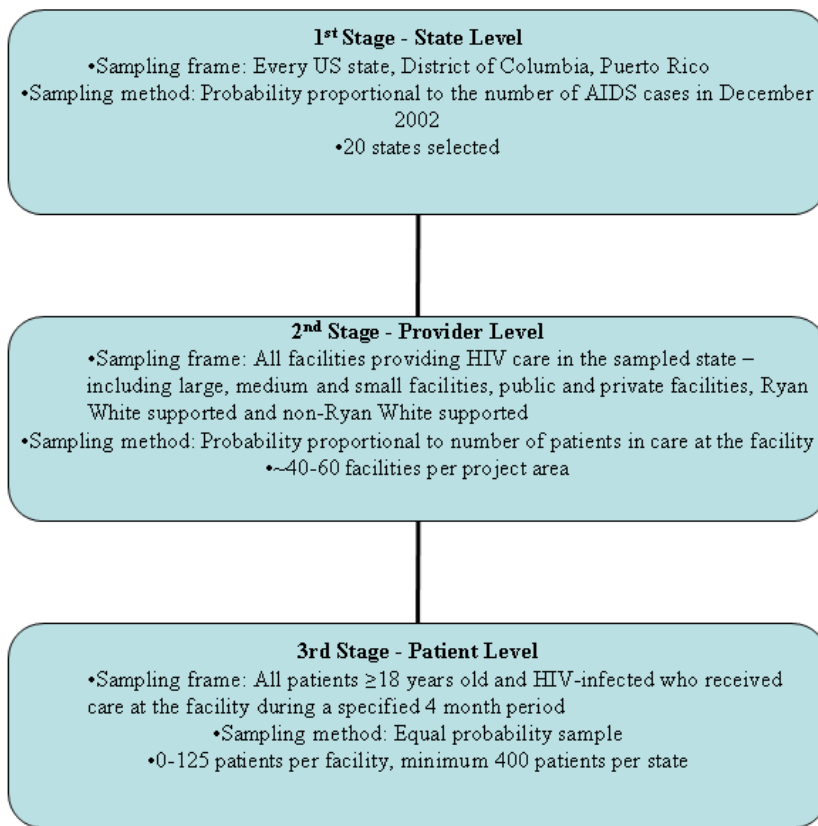 1st Stage - State Level
•Sampling frame: Every US state, District of Columbia, Puerto Rico
•Sampling method: Probability proportional to the number of AIDS cases in December
2002
•20 states selected
2nd Stage - Provider Level
•Sampling frame: All facilities providing HIV care in the sampled state –
including large, medium and small facilities, public and private facilities, Ryan
White supported and non-Ryan White supported
•Sampling method: Probability proportional to number of patients in care at the facility
•~40-60 facilities per project area
3rd Stage - Patient Level
•Sampling frame: All patients ≥18 years old and HIV-infected who received
care at the facility during a specified 4 month period
•Sampling method: Equal probability sample
•0-125 patients per facility, minimum 400 patients per state